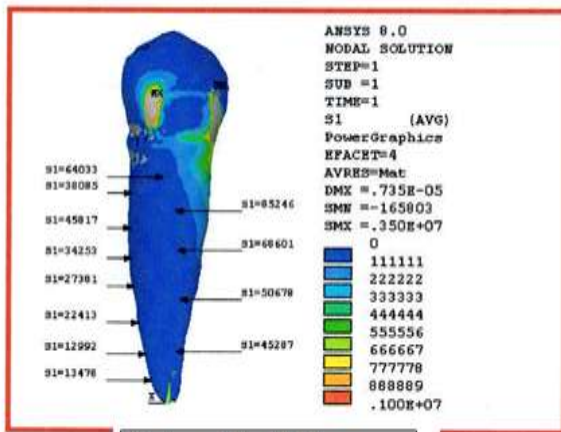 ANSYS 8.0
NODAL SOLUTION
STEP=1
SUB =1
TIME=1
S1 (AVG)
PowerGraphics
EFACET=4
AVRES=Mat
DMX =.735E-05
SMN =-165803
SMX =.350E+07
0
111111
222222
333333
444444
555556
666667
777778
888889
.100E+07
MX
S1=64033
S1=38085
S1=45817
S1=34253
S1=27381
S1=22413
S1=12992
S1=13478
S1=85246
S1=68601
S1=50678
S1=45287